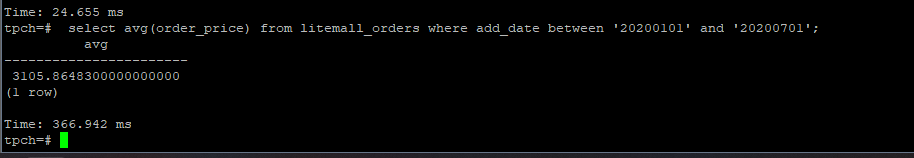 Time: 24.655 ms
tpch=#  select avg(order_price) from litemall_orders where add_date between '20200101' and '20200701';
          avg
-----------------------
 3105.8648300000000000
(1 row)

Time: 366.942 ms
tpch=#